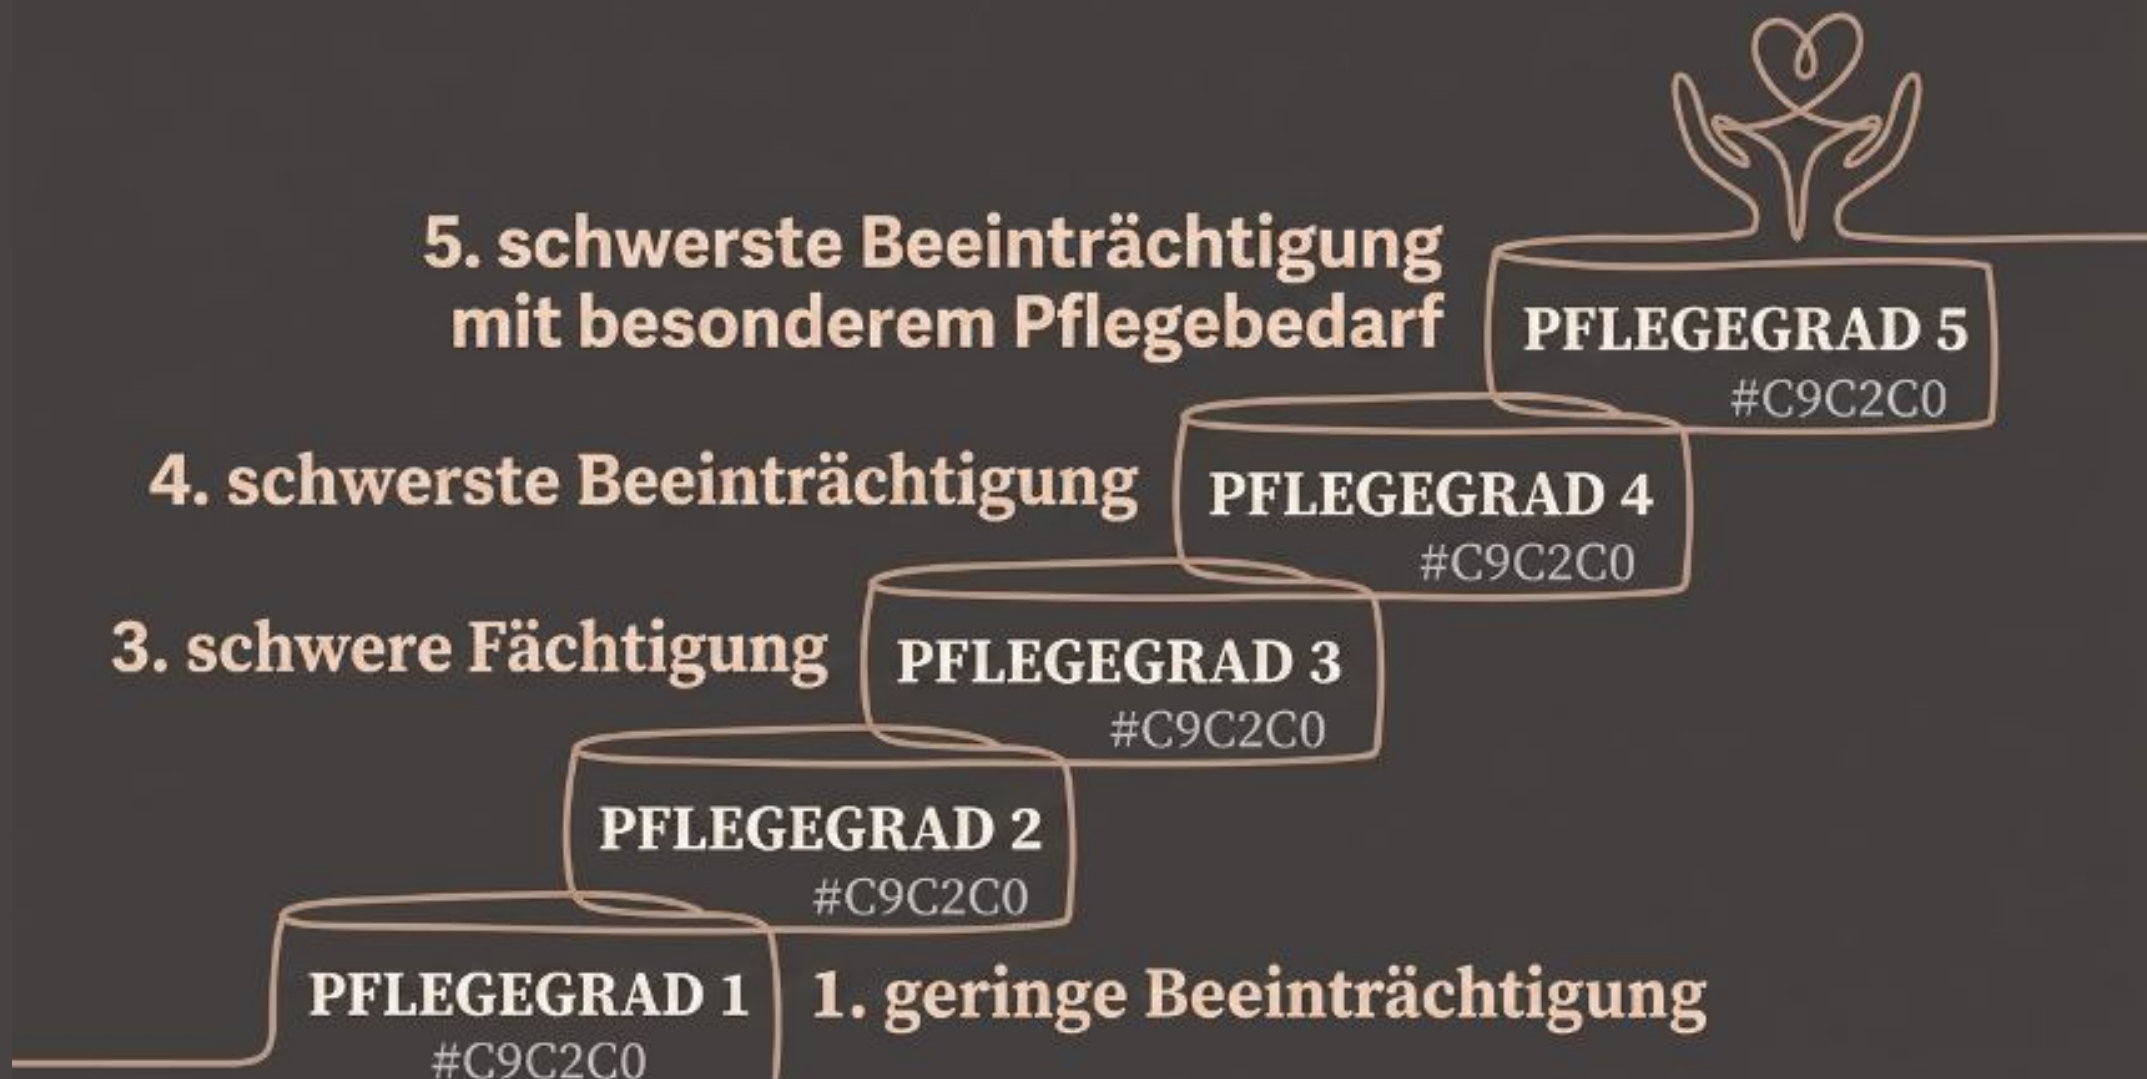 5. schwerste Beeinträchtigung
mit besonderem Pflegebedarf
PFLEGEGRAD 5
#C9C2C0
4. schwerste Beeinträchtigung
PFLEGEGRAD 4
#C9C2C0
3. schwere Fächtigung
PFLEGEGRAD 3
#C9C2C0
PFLEGEGRAD 2
#C9C2C0
PFLEGEGRAD 1
#C9C2C0
1. geringe Beeinträchtigung